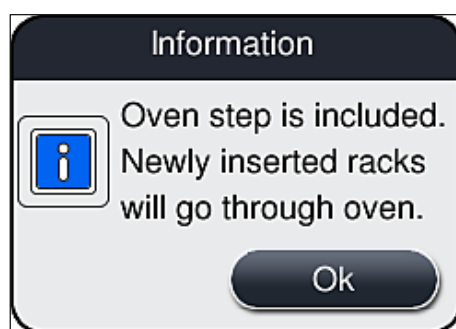 Information
Oven step is included.
Newly inserted racks
will go through oven.
Ok